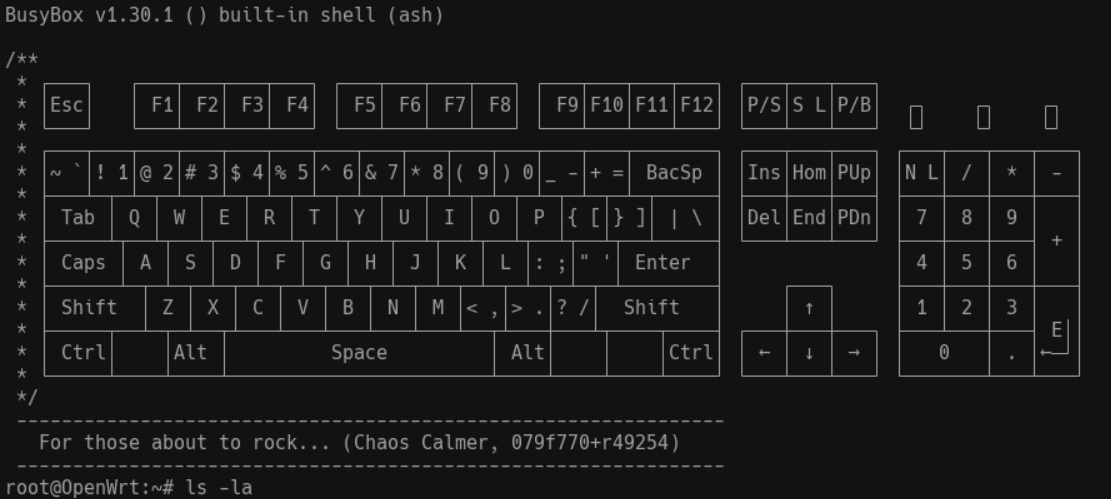 BusyBox v1.30.1 () built-in shell (ash)
/**
*
* Esc F1 F2 F3 F4 F5 F6 F7 F8 F9 F10 F11 F12 P/S S L P/B
*
*
* ~ ` ! 1 @ 2 # 3 $ 4 % 5 ^ 6 & 7 * 8 ( 9 ) 0 _ - + = BacSp Ins Hom PUp N L / * -
*
* Tab Q W E R T Y U I O P { [ } ] | \ Del End PDn 7 8 9
* +
* Caps A S D F G H J K L : ; " ' Enter 4 5 6
*
* Shift Z X C V B N M < , > . ? / Shift ↑ 1 2 3
* E
* Ctrl Alt Space Alt Ctrl ← ↓ → 0 . ←
*
*/
---------------------------------------------------------------
For those about to rock... (Chaos Calmer, 079f770+r49254)
---------------------------------------------------------------
root@OpenWrt:~# ls -la